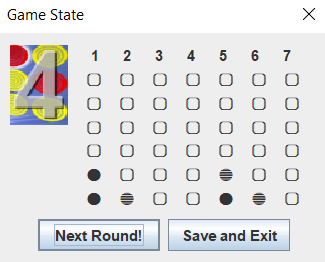 Game State
4
1 2 3 4 5 6 7
Next Round! Save and Exit